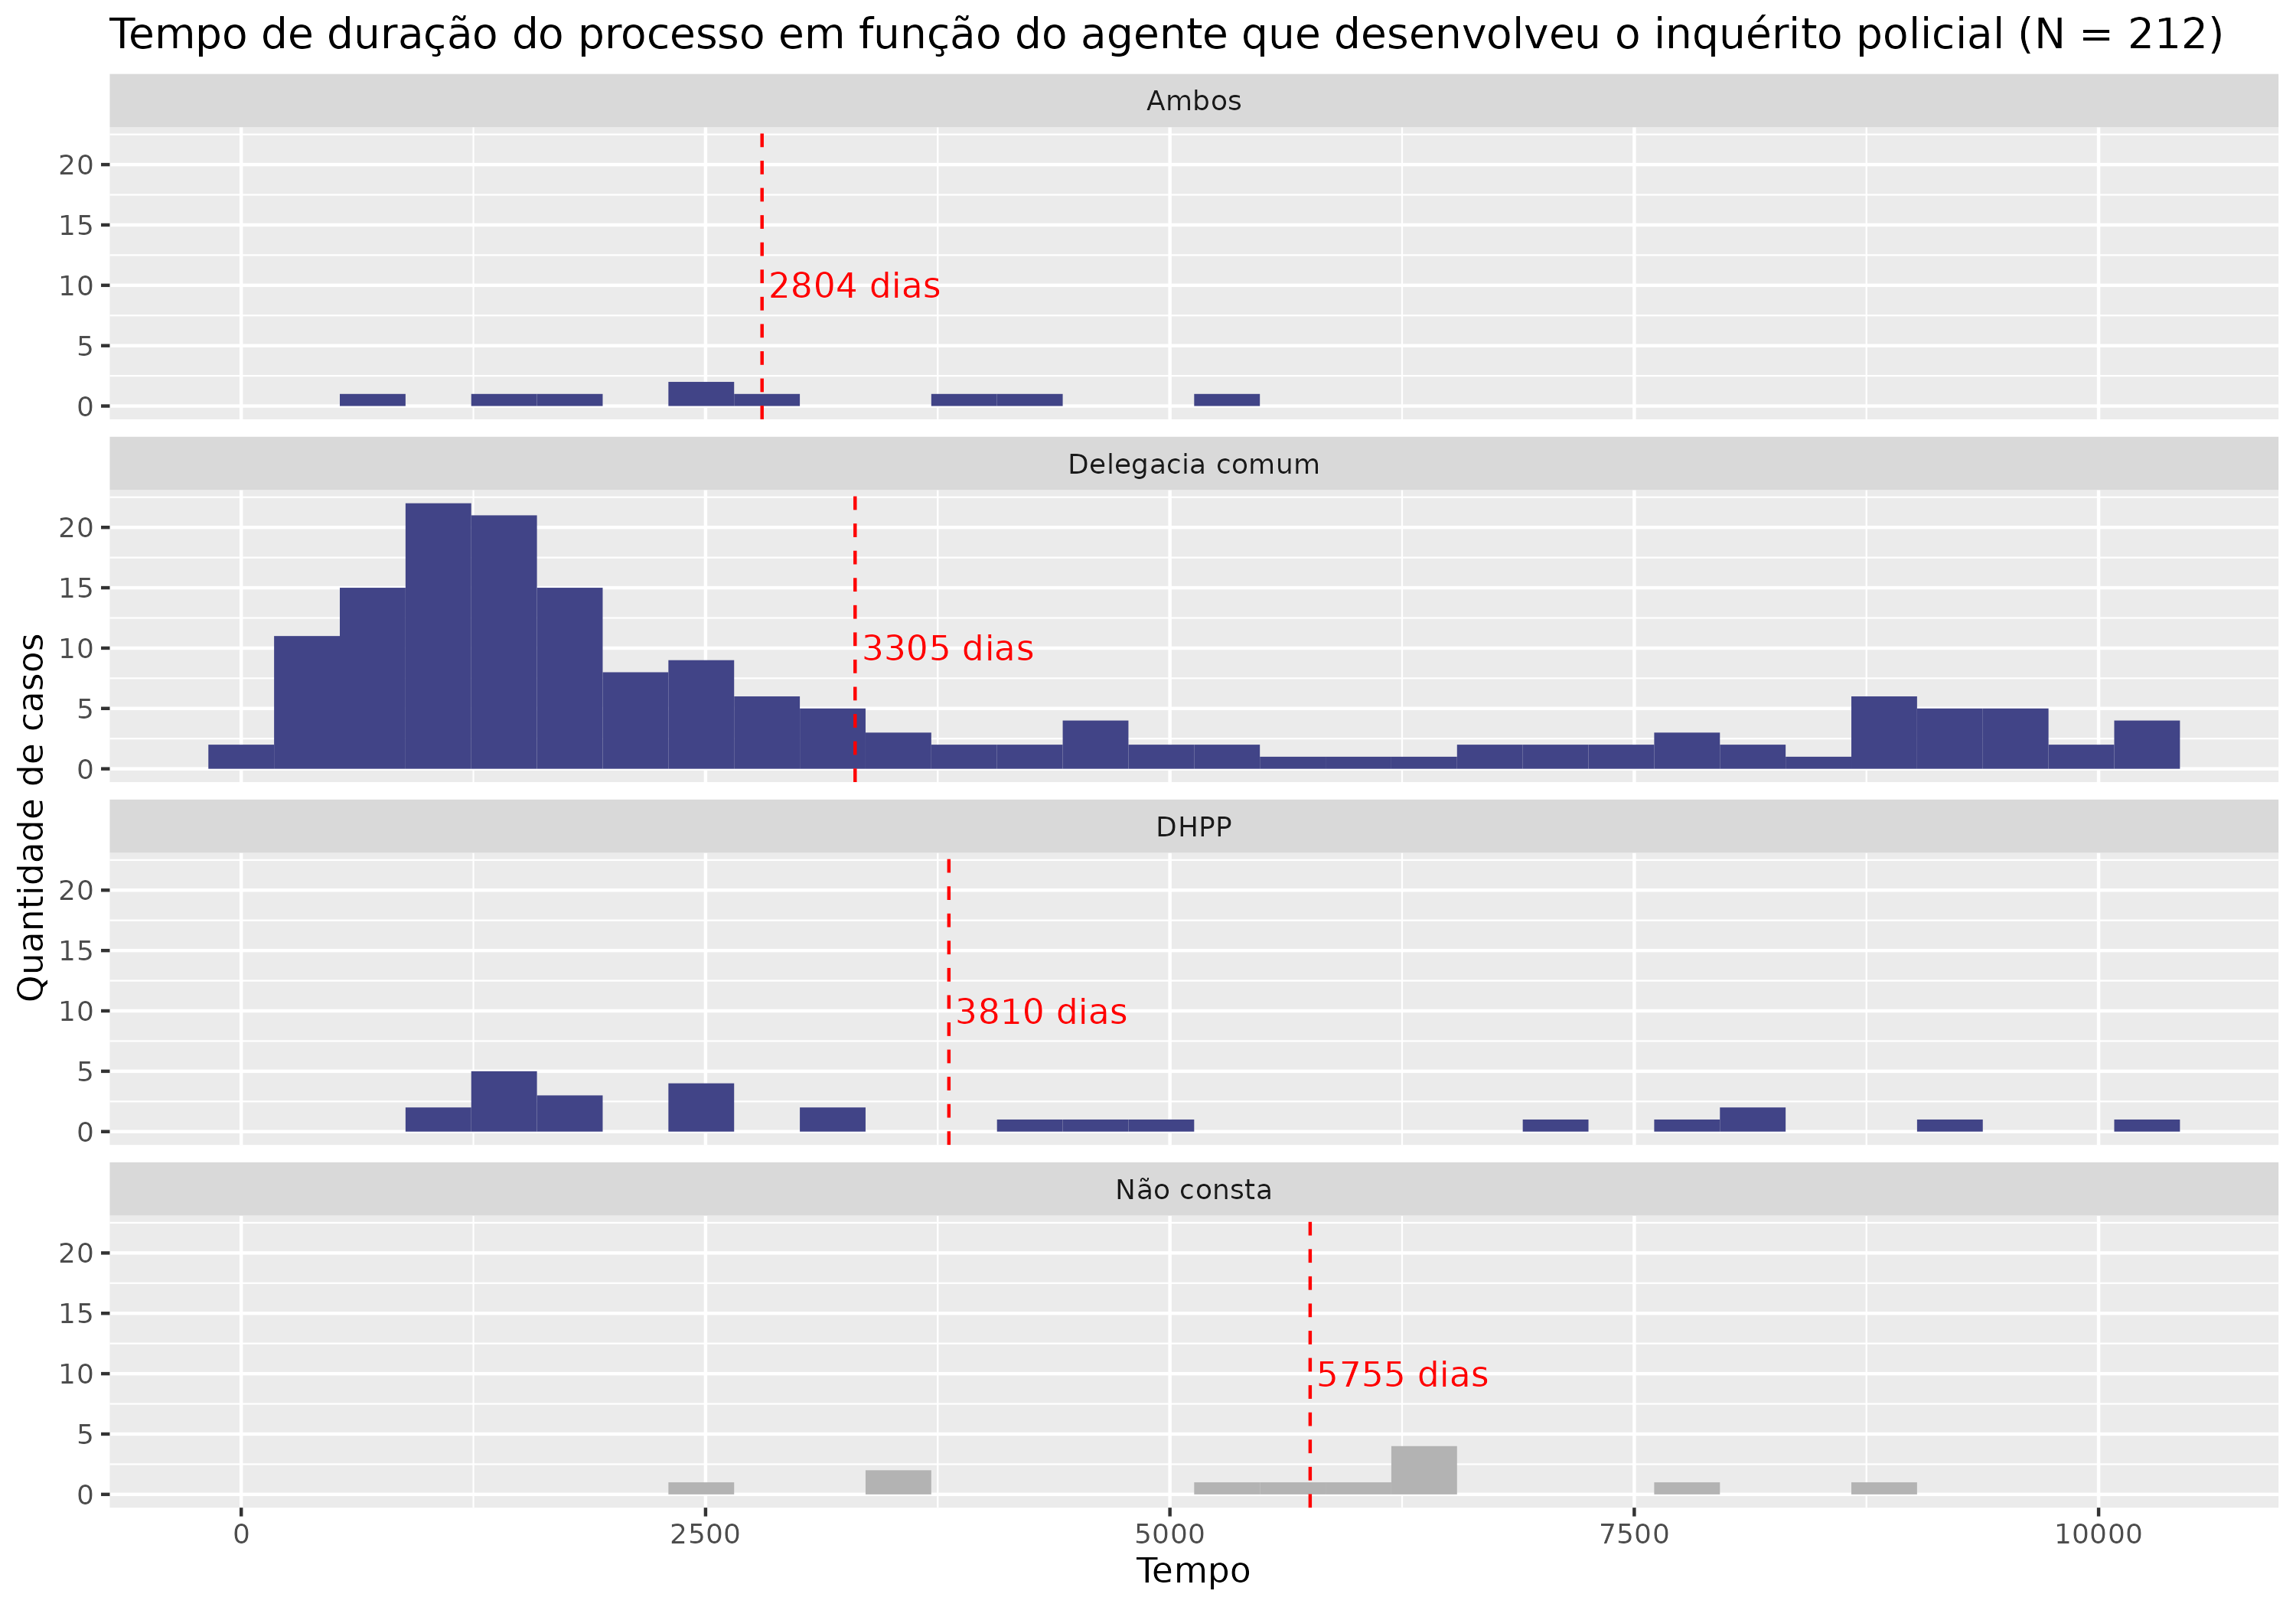 Tempo de duração do processo em função do agente que desenvolveu o inquérito policial (N = 212)
Ambos
20
15
10
5
0
2804 dias
Delegacia comum
20
15
10
5
0
3305 dias
Quantidade de casos
DHPP
20
15
10
5
0
3810 dias
Não consta
20
15
10
5
0
5755 dias
0 2500 5000 7500 10000
Tempo